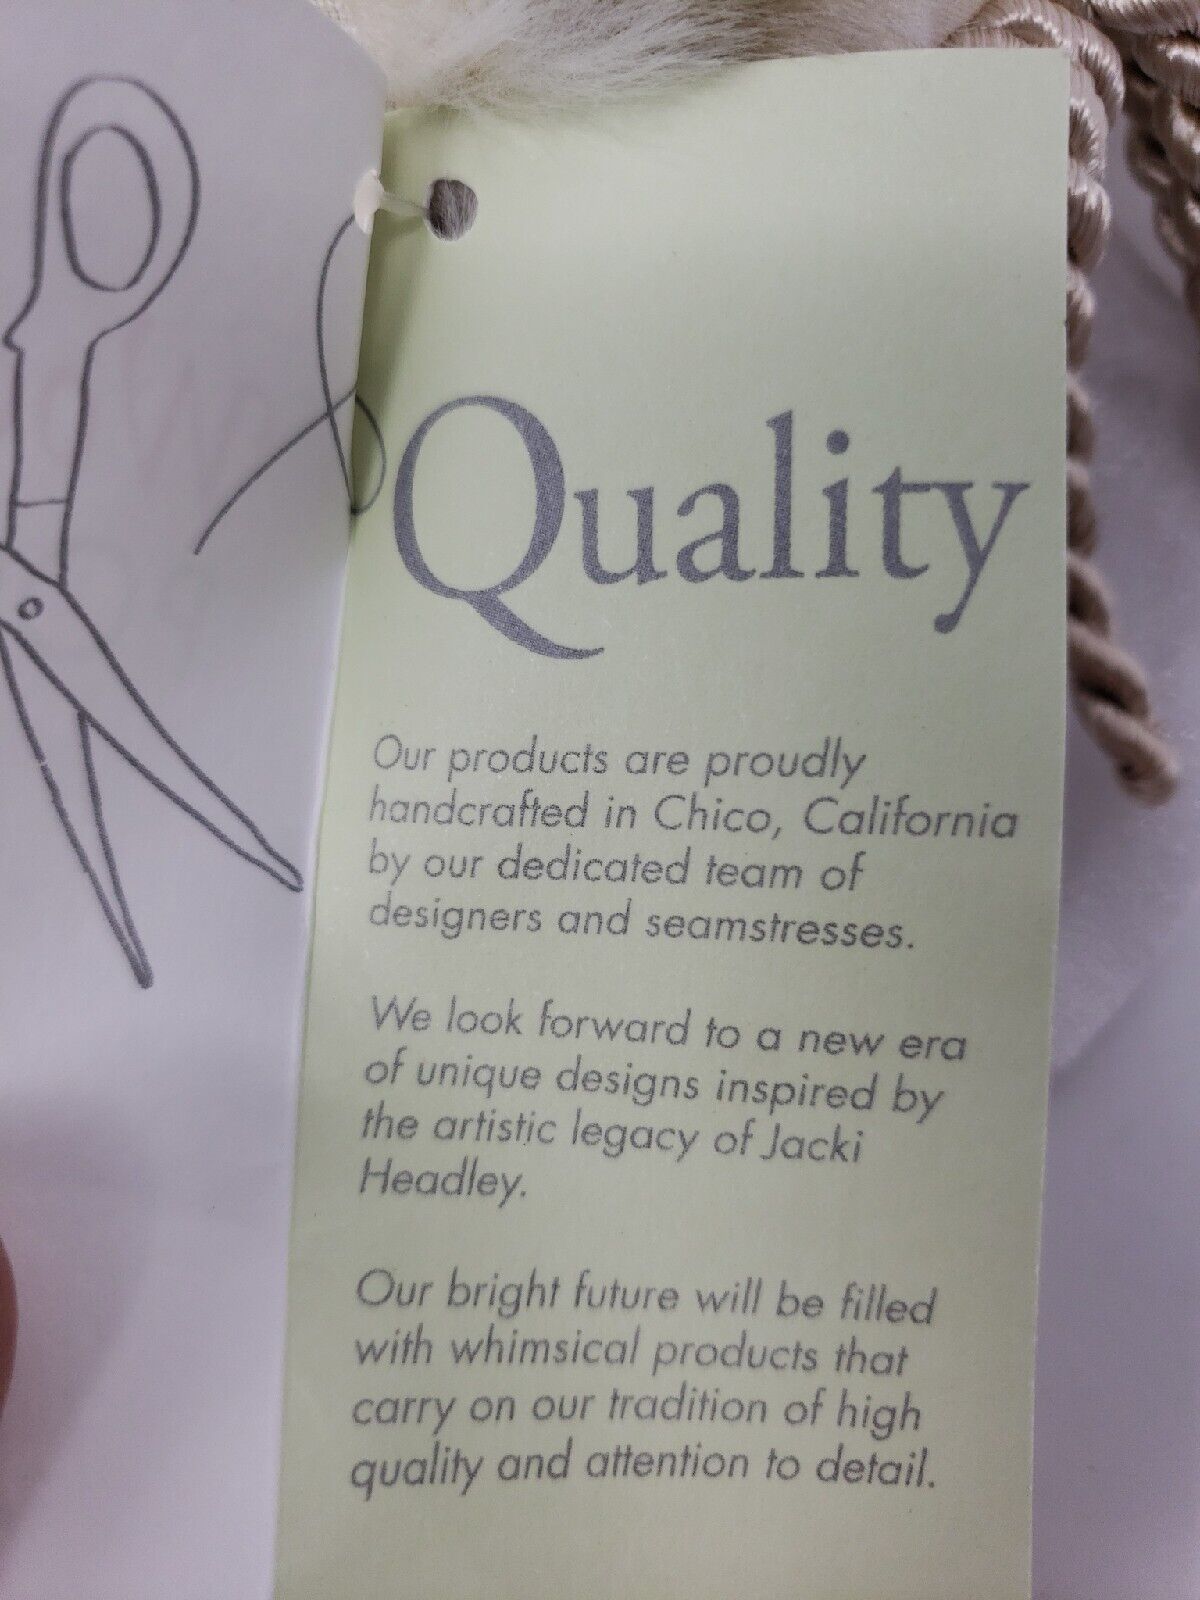 Quality
Our products are proudly
handcrafted in Chico, California
by our dedicated team of
designers and seamstresses.
We look forward to a new era
of unique designs inspired by
the artistic legacy of Jacki
Headley.
Our bright future will be filled
with whimsical products that
carry on our tradition of high
quality and attention to detail.